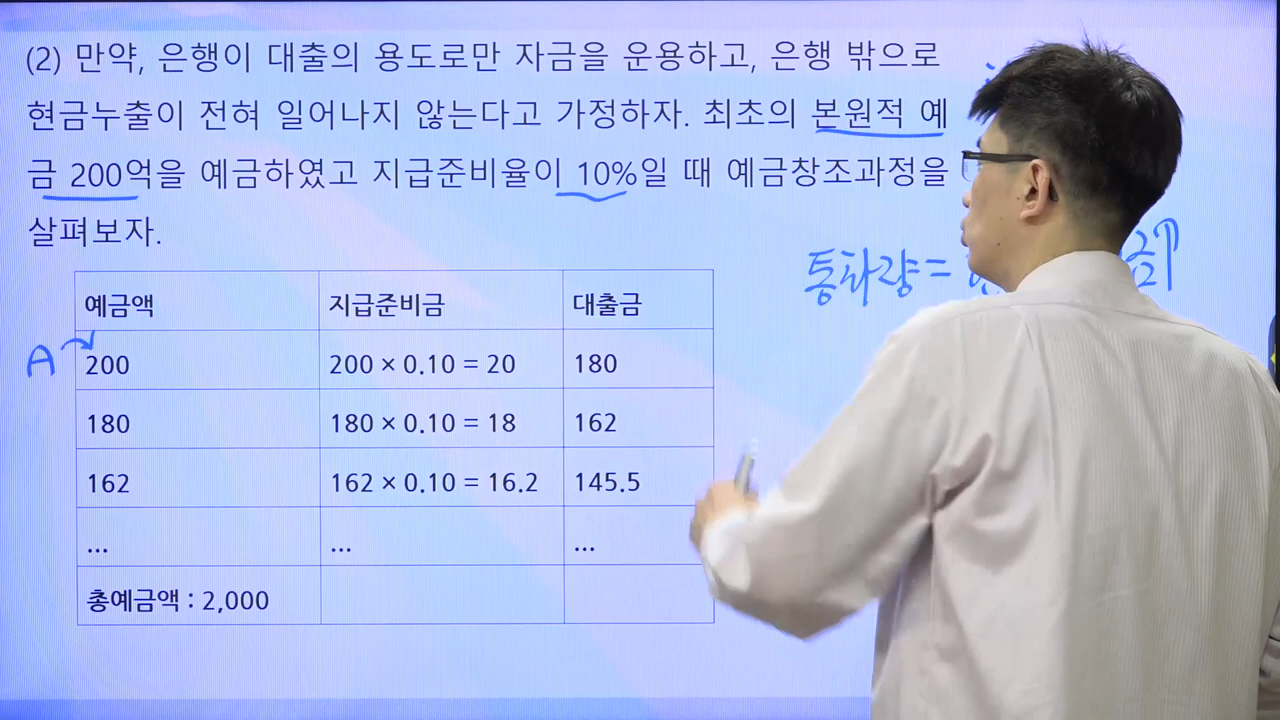 (2) 만약, 은행이 대출의 용도로만 자금을 운용하고, 은행 밖으로
현금누출이 전혀 일어나지 않는다고 가정하자. 최초의 본원적 예
금 200억을 예금하였고 지급준비율이 10%일 때 예금창조과정을
살펴보자.
통화량 =
예금액 지급준비금 대출금
A 200 200 × 0.10 = 20 180
180 180 × 0.10 = 18 162
162 162 × 0.10 = 16.2 145.5
... ... ...
총예금액 : 2,000